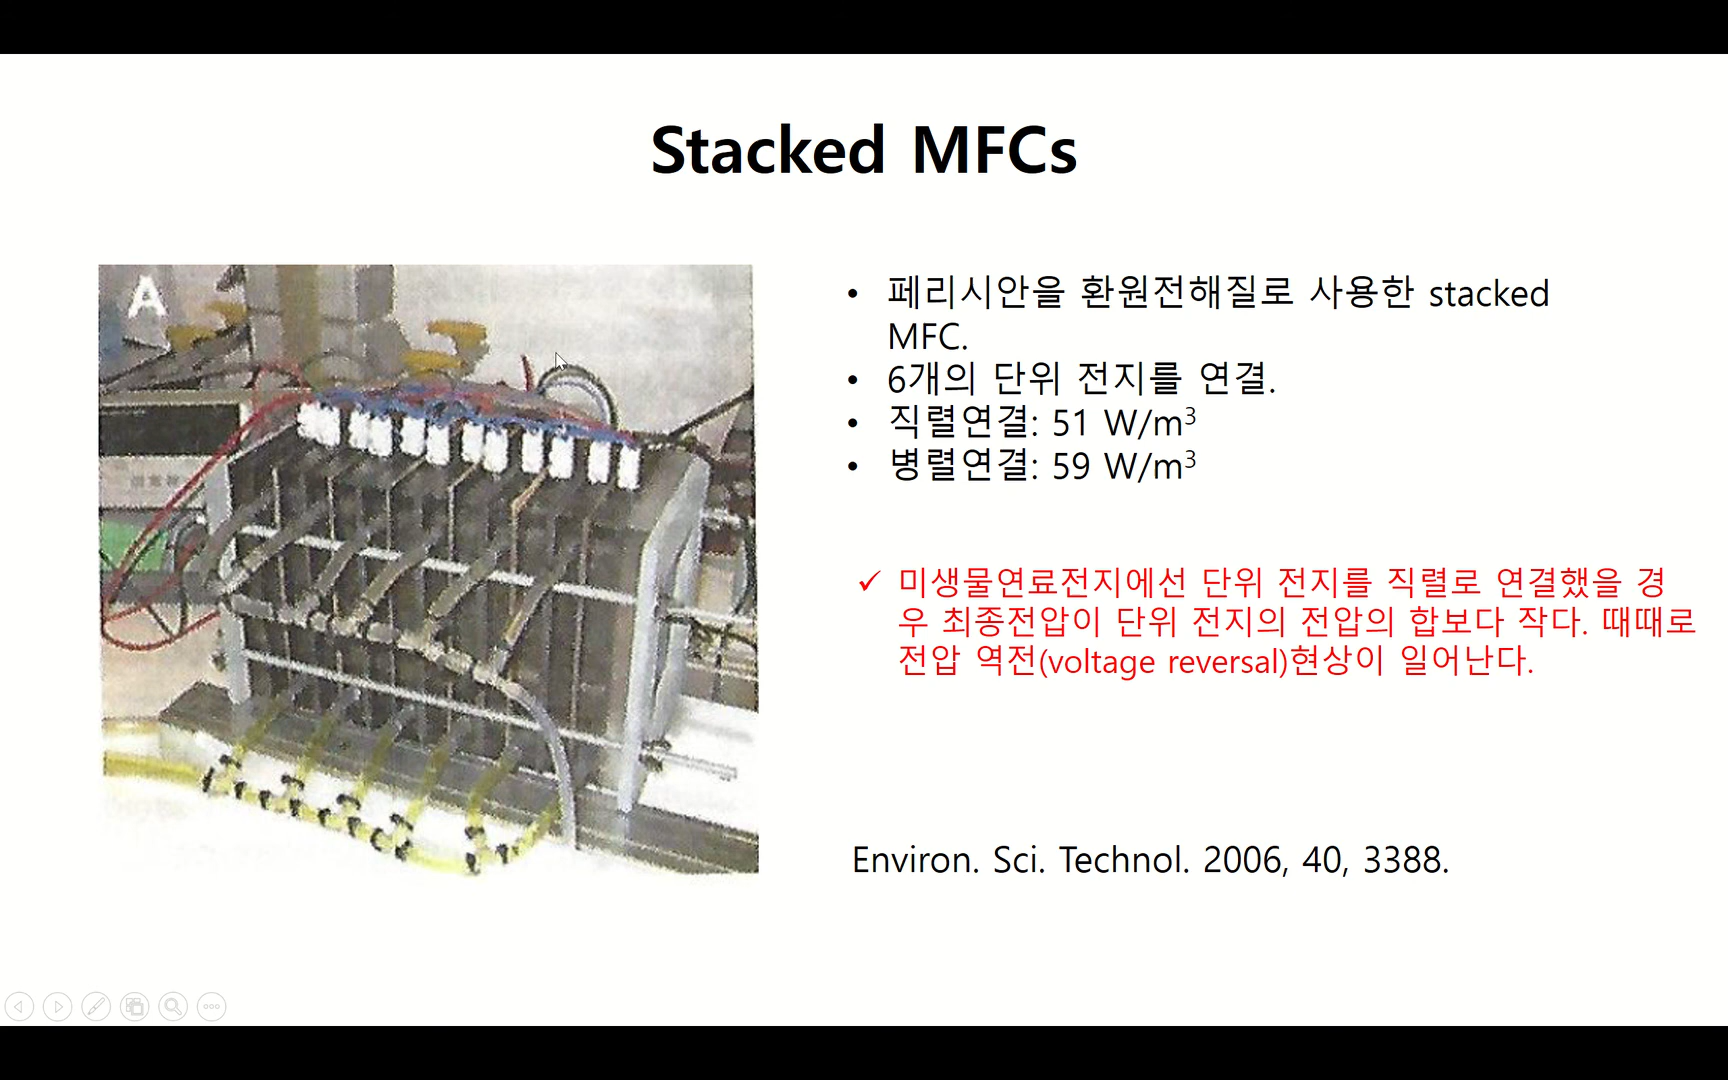 Stacked MFCs
A
• 페리시안을 환원전해질로 사용한 stacked
MFC.
• 6개의 단위 전지를 연결.
• 직렬연결: 51 W/m³
• 병렬연결: 59 W/m³
✓ 미생물연료전지에선 단위 전지를 직렬로 연결했을 경
우 최종전압이 단위 전지의 전압의 합보다 작다. 때때로
전압 역전(voltage reversal)현상이 일어난다.
Environ. Sci. Technol. 2006, 40, 3388.